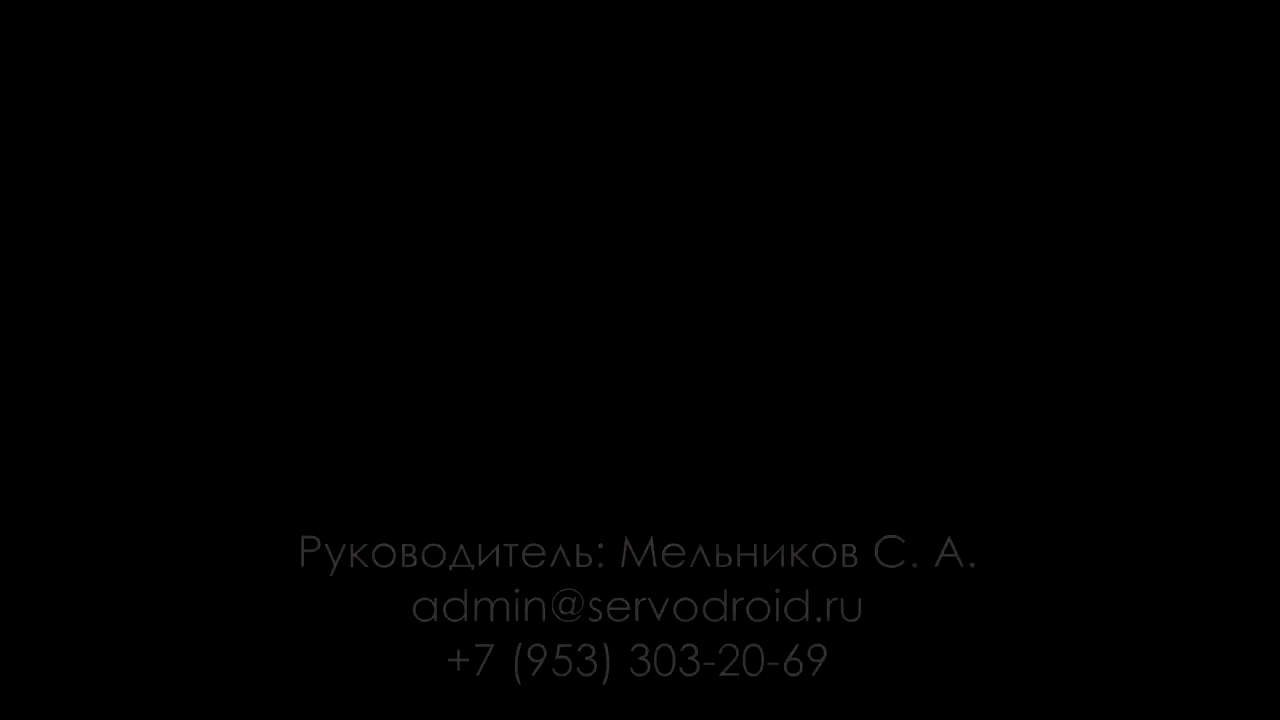 Руководитель: Мельников С. А.
admin@servodroid.ru
+7 (953) 303-20-69